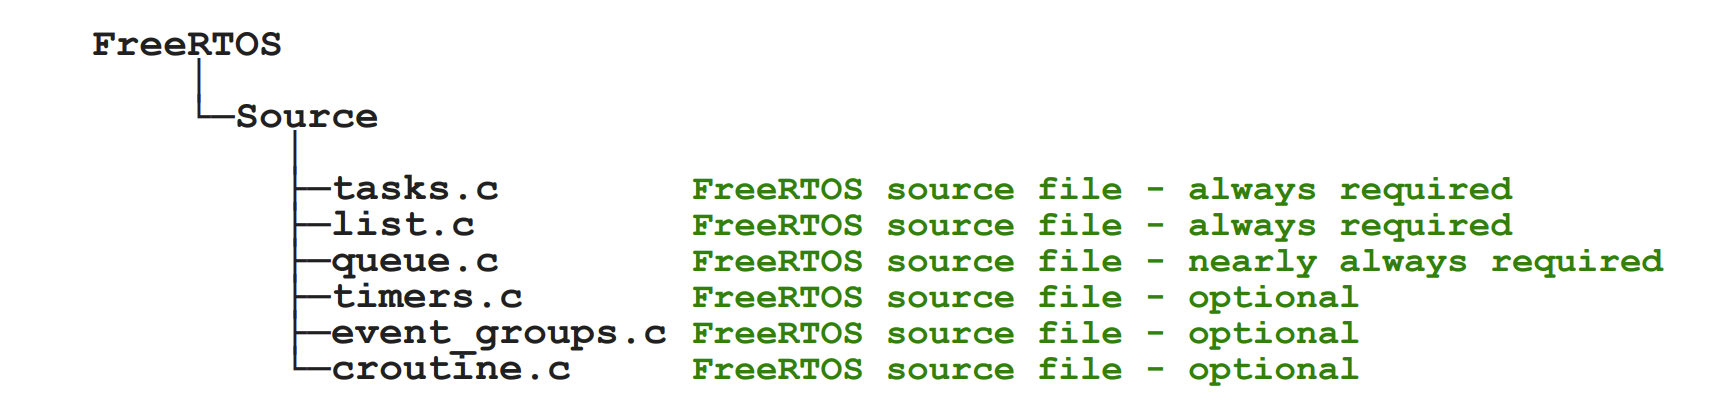 FreeRTOS
Source
tasks.c FreeRTOS source file - always required
list.c FreeRTOS source file - always required
queue.c FreeRTOS source file - nearly always required
timers.c FreeRTOS source file - optional
event_groups.c FreeRTOS source file - optional
croutine.c FreeRTOS source file - optional